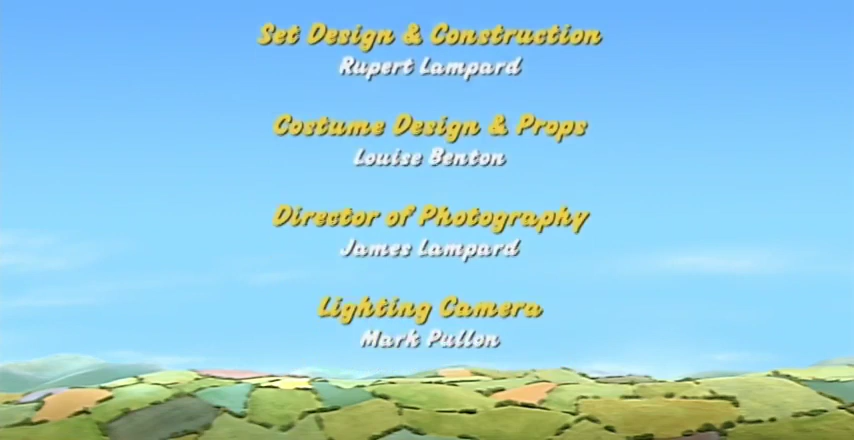 Set Design & Construction
Rupert Lampard
Costume Design & Props
Louise Benton
Director of Photography
James Lampard
Lighting Camera
Mark Pullon